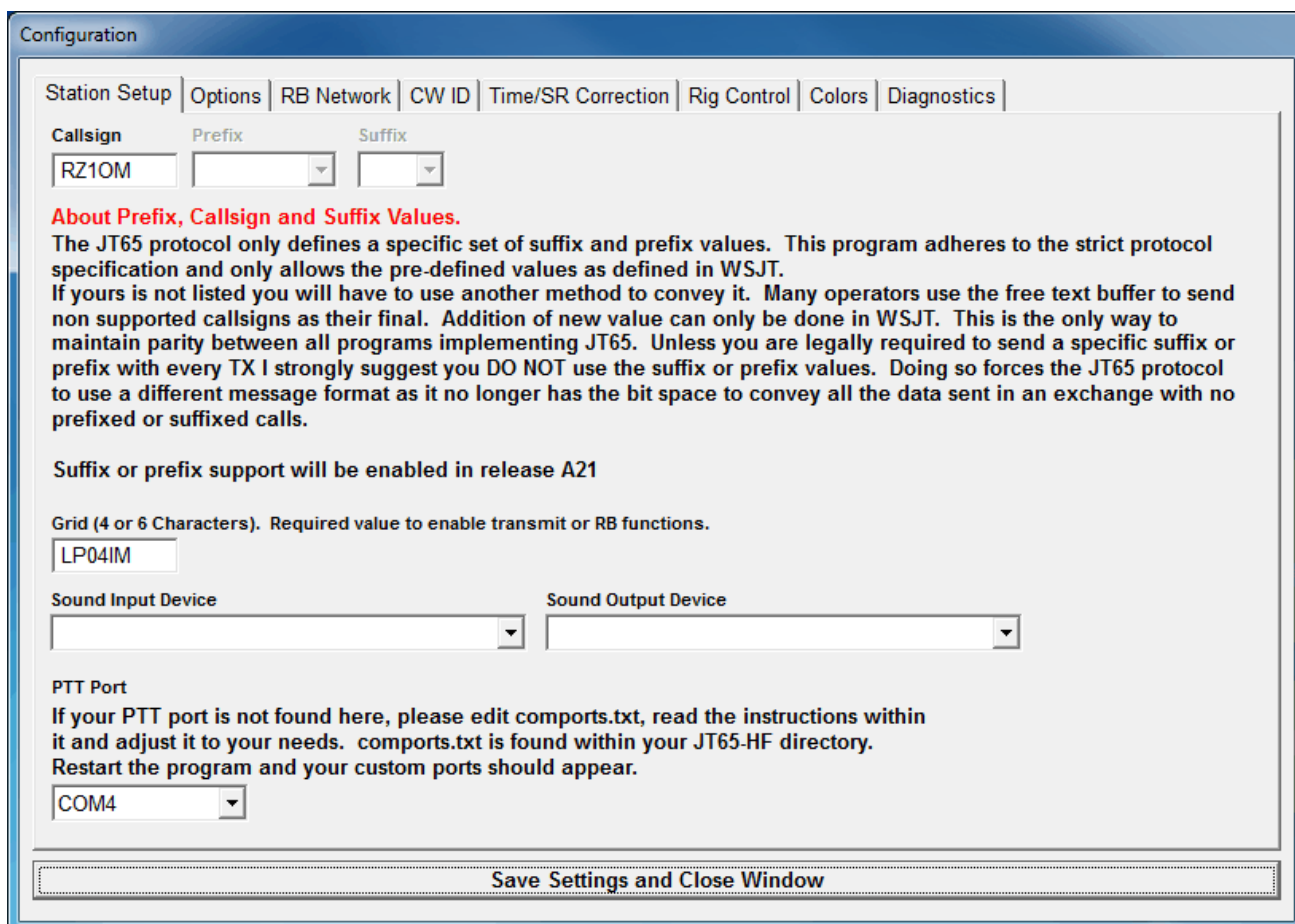 Configuration
Station Setup Options RB Network CW ID Time/SR Correction Rig Control Colors Diagnostics
Callsign Prefix Suffix
RZ1OM
About Prefix, Callsign and Suffix Values.
The JT65 protocol only defines a specific set of suffix and prefix values.  This program adheres to the strict protocol
specification and only allows the pre-defined values as defined in WSJT.
If yours is not listed you will have to use another method to convey it.  Many operators use the free text buffer to send
non supported callsigns as their final.  Addition of new value can only be done in WSJT.  This is the only way to
maintain parity between all programs implementing JT65.  Unless you are legally required to send a specific suffix or
prefix with every TX I strongly suggest you DO NOT use the suffix or prefix values.  Doing so forces the JT65 protocol
to use a different message format as it no longer has the bit space to convey all the data sent in an exchange with no
prefixed or suffixed calls.
Suffix or prefix support will be enabled in release A21
Grid (4 or 6 Characters).  Required value to enable transmit or RB functions.
LP04IM
Sound Input Device Sound Output Device
PTT Port
If your PTT port is not found here, please edit comports.txt, read the instructions within
it and adjust it to your needs.  comports.txt is found within your JT65-HF directory.
Restart the program and your custom ports should appear.
COM4
Save Settings and Close Window